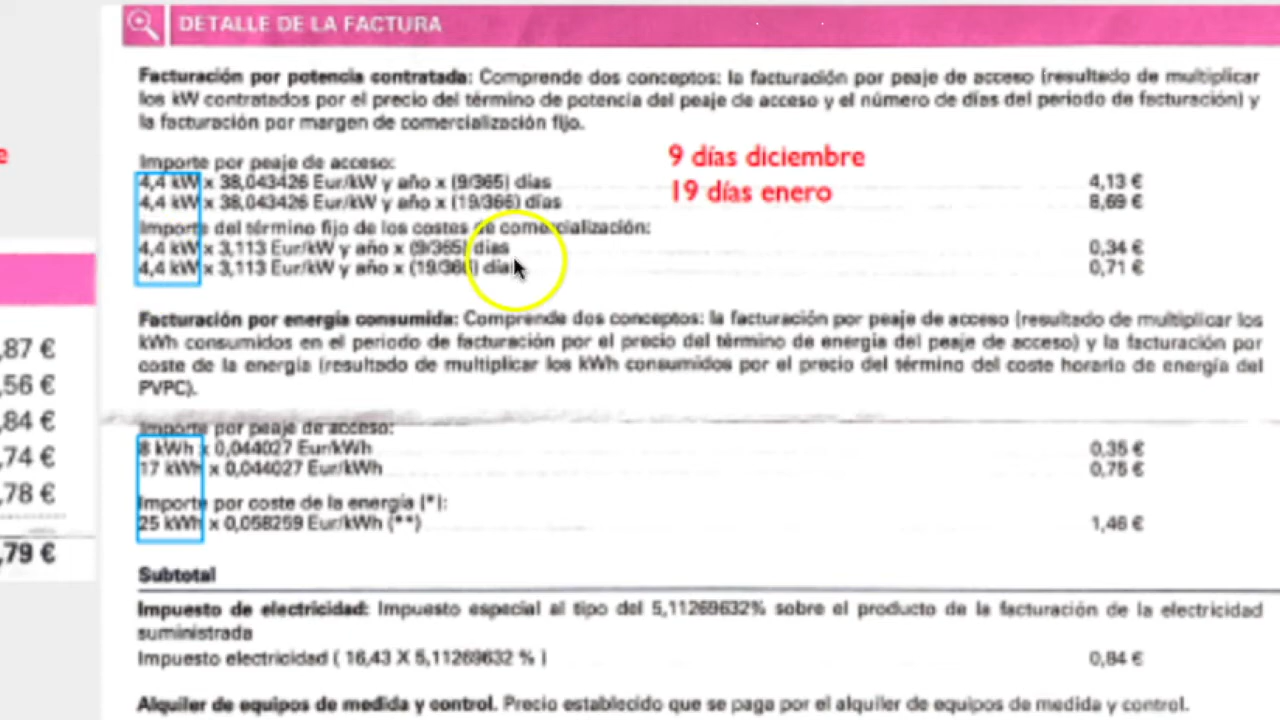 DETALLE DE LA FACTURA
Facturación por potencia contratada: Comprende dos conceptos: la facturación por peaje de acceso (resultado de multiplicar
los kW contratados por el precio del término de potencia del peaje de acceso y el número de días del periodo de facturación) y
la facturación por margen de comercialización fijo.
e
9 días diciembre
Importe por peaje de acceso:
4,4 kW x 38,043426 Eur/kW y año x (9/365) días 4,13 €
19 días enero
4,4 kW x 38,043426 Eur/kW y año x (19/366) días 8,69 €
Importe del término fijo de los costes de comercialización:
4,4 kW x 3,113 Eur/kW y año x (9/365) días 0,34 €
4,4 kW x 3,113 Eur/kW y año x (19/366) días 0,71 €
Facturación por energía consumida: Comprende dos conceptos: la facturación por peaje de acceso (resultado de multiplicar los
kWh consumidos en el periodo de facturación por el precio del término de energía del peaje de acceso) y la facturación por
coste de la energía (resultado de multiplicar los kWh consumidos por el precio del término del coste horario de energía del
PVPC).
,87 €
,56 €
,84 €
,74 €
,78 €
,79 €
Importe por peaje de acceso:
8 kWh x 0,044027 Eur/kWh 0,35 €
17 kWh x 0,044027 Eur/kWh 0,75 €
Importe por coste de la energía (*):
25 kWh x 0,058259 Eur/kWh (**) 1,46 €
Subtotal
Impuesto de electricidad: Impuesto especial al tipo del 5,11269632% sobre el producto de la facturación de la electricidad
suministrada
Impuesto electricidad ( 16,43 X 5,11269632 % ) 0,84 €
Alquiler de equipos de medida y control. Precio establecido que se paga por el alquiler de equipos de medida y control.